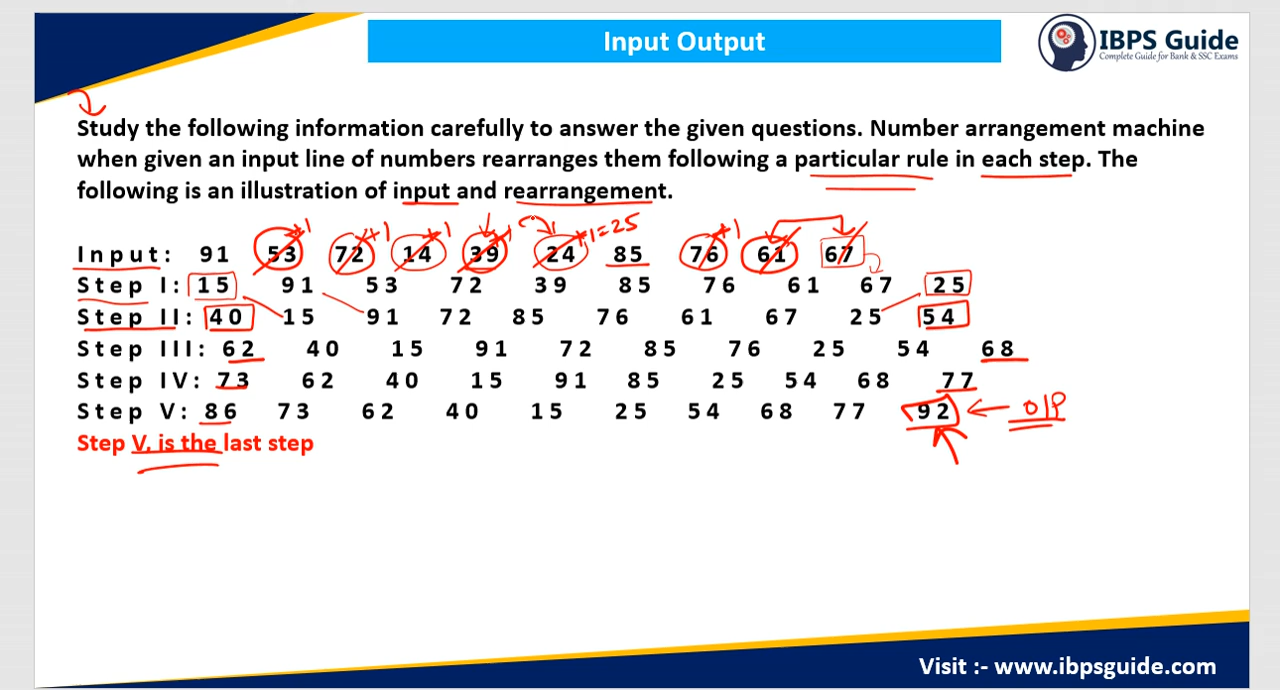 Input Output
IBPS Guide
Complete Guide for Bank & SSC Exams
Study the following information carefully to answer the given questions. Number arrangement machine
when given an input line of numbers rearranges them following a particular rule in each step. The
following is an illustration of input and rearrangement.
+1 +1 +1 +1 +1=25 +1
Input: 91 53 72 14 39 24 85 76 61 67
Step I: 15 91 53 72 39 85 76 61 67 25
Step II: 40 15 91 72 85 76 61 67 25 54
Step III: 62 40 15 91 72 85 76 25 54 68
Step IV: 73 62 40 15 91 85 25 54 68 77
Step V: 86 73 62 40 15 25 54 68 77 92 O/P
Step V, is the last step
Visit :- www.ibpsguide.com